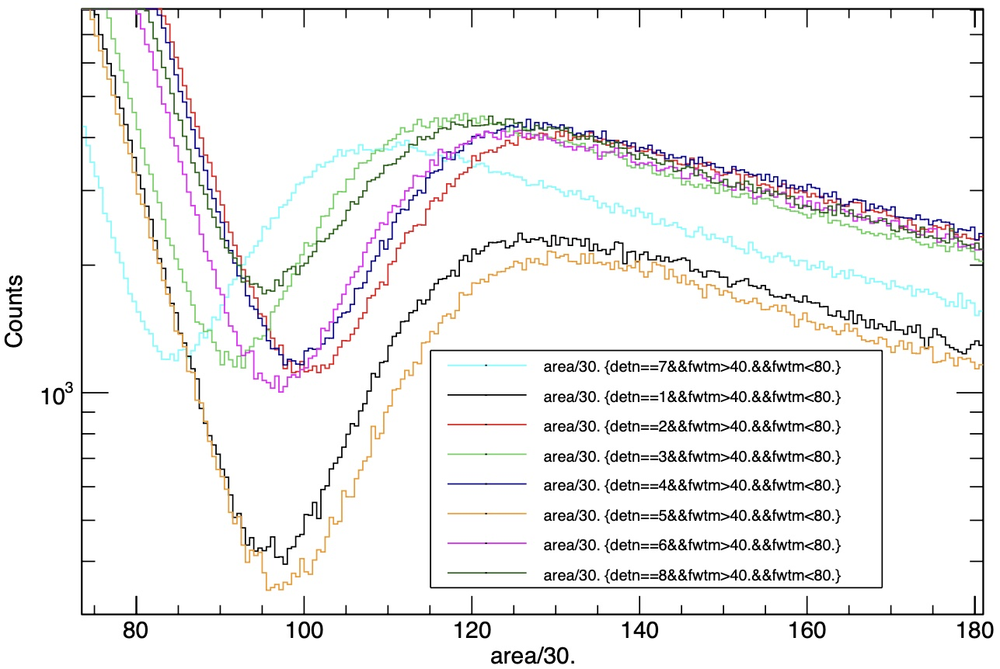 Counts
10³
area/30. {detn==7&&fwtm>40.&&fwtm<80.}
area/30. {detn==1&&fwtm>40.&&fwtm<80.}
area/30. {detn==2&&fwtm>40.&&fwtm<80.}
area/30. {detn==3&&fwtm>40.&&fwtm<80.}
area/30. {detn==4&&fwtm>40.&&fwtm<80.}
area/30. {detn==5&&fwtm>40.&&fwtm<80.}
area/30. {detn==6&&fwtm>40.&&fwtm<80.}
area/30. {detn==8&&fwtm>40.&&fwtm<80.}
80 100 120 140 160 180
area/30.